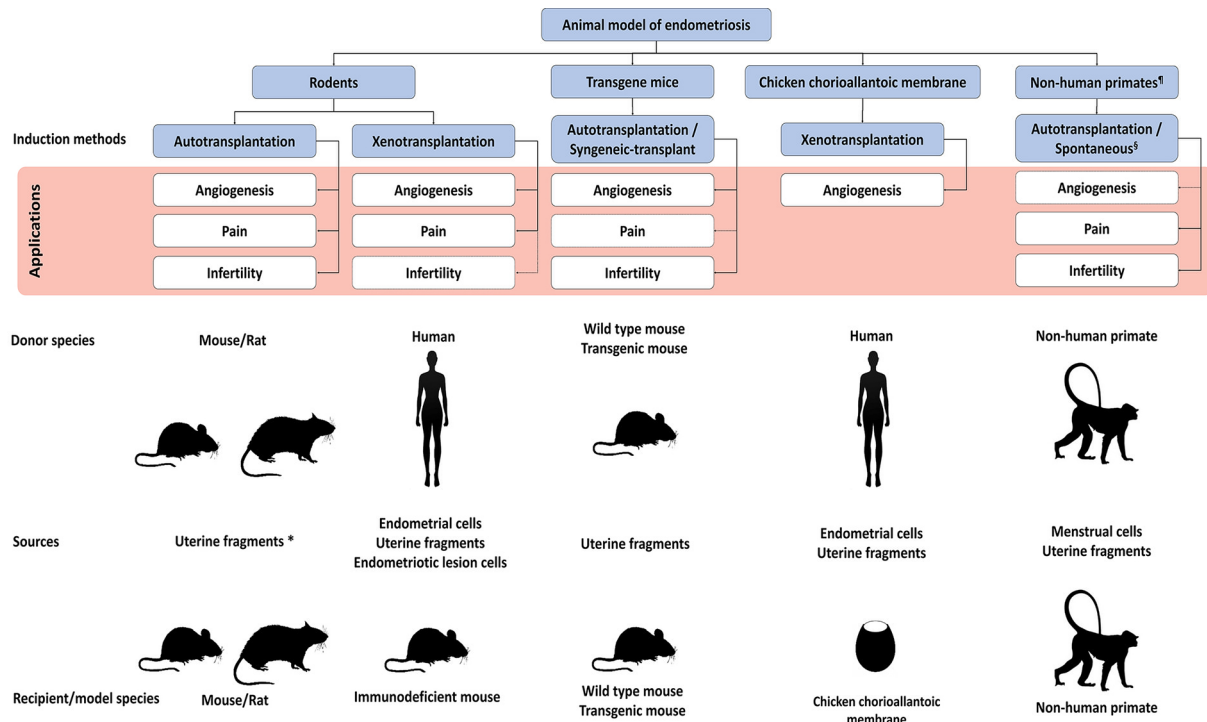 Animal model of endometriosis
Rodents
Transgene mice
Chicken chorioallantoic membrane
Non-human primates¶
Induction methods
Autotransplantation
Xenotransplantation
Autotransplantation /
Syngeneic-transplant
Xenotransplantation
Autotransplantation /
Spontaneous§
Applications
Angiogenesis
Angiogenesis
Angiogenesis
Angiogenesis
Angiogenesis
Pain
Pain
Pain
Pain
Infertility
Infertility
Infertility
Infertility
Donor species
Mouse/Rat
Human
Wild type mouse
Transgenic mouse
Human
Non-human primate
Sources
Uterine fragments *
Endometrial cells
Uterine fragments
Endometriotic lesion cells
Uterine fragments
Endometrial cells
Uterine fragments
Menstrual cells
Uterine fragments
Recipient/model species
Mouse/Rat
Immunodeficient mouse
Wild type mouse
Transgenic mouse
Chicken chorioallantoic
membrane
Non-human primate